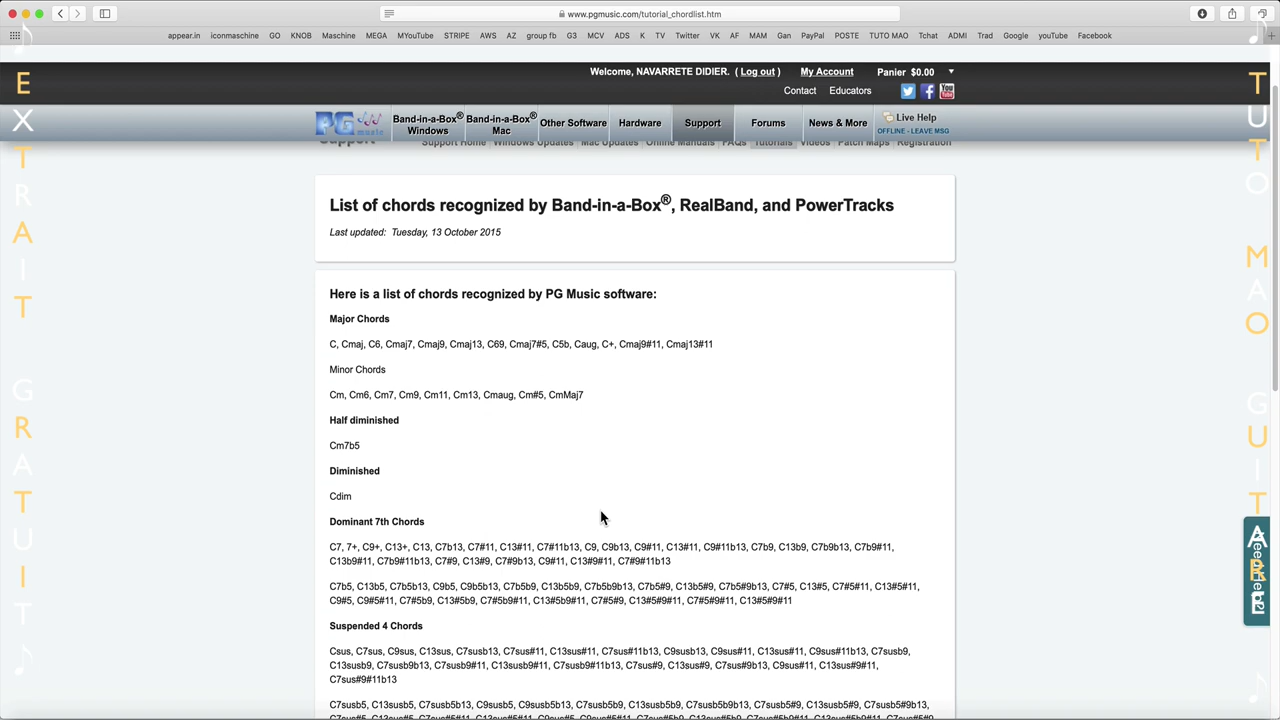 www.pgmusic.com/tutorial_chordlist.htm
appear.in iconmaschine GO KNOB Maschine MEGA MYoutube STRIPE AWS AZ group fb G3 MCV ADS K TV Twitter VK AF MAM Gan PayPal POSTE TUTO MAO Tchat ADMI Trad Google youTube Facebook
Welcome, NAVARRETE DIDIER. ( Log out ) My Account Panier $0.00
Contact Educators You Tube
PG music Band-in-a-Box® Windows Band-in-a-Box® Mac Other Software Hardware Support Forums News & More Live Help
OFFLINE - LEAVE MSG
Support Support Home Windows Updates Mac Updates Online Manuals FAQs Tutorials Videos Patch Maps Registration
List of chords recognized by Band-in-a-Box®, RealBand, and PowerTracks
Last updated: Tuesday, 13 October 2015
Here is a list of chords recognized by PG Music software:
Major Chords
C, Cmaj, C6, Cmaj7, Cmaj9, Cmaj13, C69, Cmaj7#5, C5b, Caug, C+, Cmaj9#11, Cmaj13#11
Minor Chords
Cm, Cm6, Cm7, Cm9, Cm11, Cm13, Cmaug, Cm#5, CmMaj7
Half diminished
Cm7b5
Diminished
Cdim
Dominant 7th Chords
C7, 7+, C9+, C13+, C13, C7b13, C7#11, C13#11, C7#11b13, C9, C9b13, C9#11, C13#11, C9#11b13, C7b9, C13b9, C7b9b13, C7b9#11,
C13b9#11, C7b9#11b13, C7#9, C13#9, C7#9b13, C9#11, C13#9#11, C7#9#11b13
C7b5, C13b5, C7b5b13, C9b5, C9b5b13, C7b5b9, C13b5b9, C7b5b9b13, C7b5#9, C13b5#9, C7b5#9b13, C7#5, C13#5, C7#5#11, C13#5#11,
C9#5, C9#5#11, C7#5b9, C13#5b9, C7#5b9#11, C13#5b9#11, C7#5#9, C13#5#9#11, C7#5#9#11, C13#5#9#11
Suspended 4 Chords
Csus, C7sus, C9sus, C13sus, C7susb13, C7sus#11, C13sus#11, C7sus#11b13, C9susb13, C9sus#11, C13sus#11, C9sus#11b13, C7susb9,
C13susb9, C7susb9b13, C7susb9#11, C13susb9#11, C7susb9#11b13, C7sus#9, C13sus#9, C7sus#9b13, C9sus#11, C13sus#9#11,
C7sus#9#11b13
C7susb5, C13susb5, C7susb5b13, C9susb5, C9susb5b13, C7susb5b9, C13susb5b9, C7susb5b9b13, C7susb5#9, C13susb5#9, C7susb5#9b13,
EXTRAIT GRATUIT
TUTO MAO GUITARE